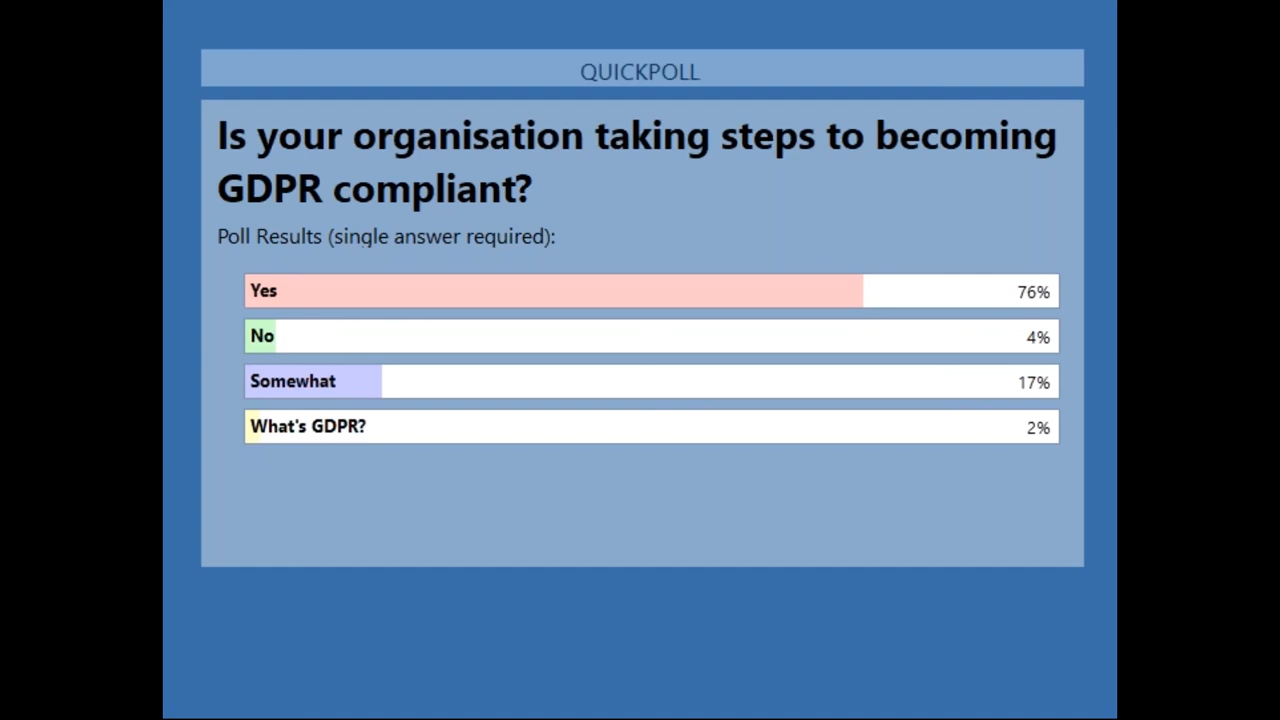 QUICKPOLL
Is your organisation taking steps to becoming
GDPR compliant?
Poll Results (single answer required):
Yes 76%
No 4%
Somewhat 17%
What's GDPR? 2%